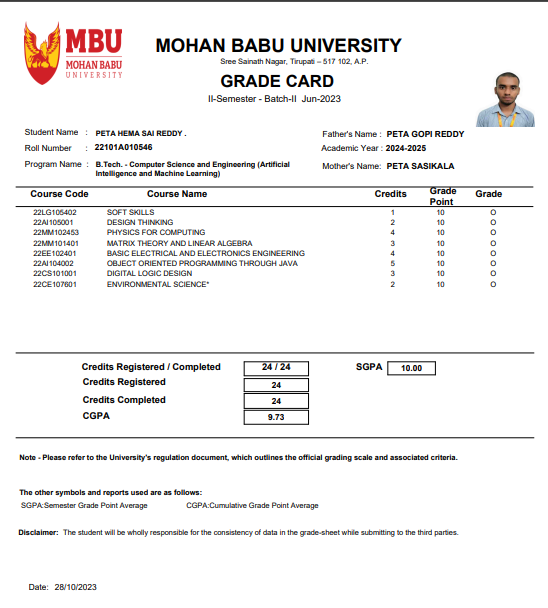 MBU
MOHAN BABU
UNIVERSITY
MOHAN BABU UNIVERSITY
Sree Sainath Nagar, Tirupati – 517 102, A.P.
GRADE CARD
II-Semester - Batch-II Jun-2023
Student Name : PETA HEMA SAI REDDY .
Father's Name : PETA GOPI REDDY
Roll Number : 22101A010546
Academic Year : 2024-2025
Program Name : B.Tech. - Computer Science and Engineering (Artificial Intelligence and Machine Learning)
Mother's Name: PETA SASIKALA
Course Code Course Name Credits Grade Point Grade
22LG105402 SOFT SKILLS 1 10 O
22AI105001 DESIGN THINKING 2 10 O
22MM102453 PHYSICS FOR COMPUTING 4 10 O
22MM101401 MATRIX THEORY AND LINEAR ALGEBRA 3 10 O
22EE102401 BASIC ELECTRICAL AND ELECTRONICS ENGINEERING 4 10 O
22AI104002 OBJECT ORIENTED PROGRAMMING THROUGH JAVA 5 10 O
22CS101001 DIGITAL LOGIC DESIGN 3 10 O
22CE107601 ENVIRONMENTAL SCIENCE* 2 10 O
Credits Registered / Completed 24 / 24 SGPA 10.00
Credits Registered 24
Credits Completed 24
CGPA 9.73
Note - Please refer to the University's regulation document, which outlines the official grading scale and associated criteria.
The other symbols and reports used are as follows:
SGPA:Semester Grade Point Average CGPA:Cumulative Grade Point Average
Disclaimer: The student will be wholly responsible for the consistency of data in the grade-sheet while submitting to the third parties.
Date: 28/10/2023